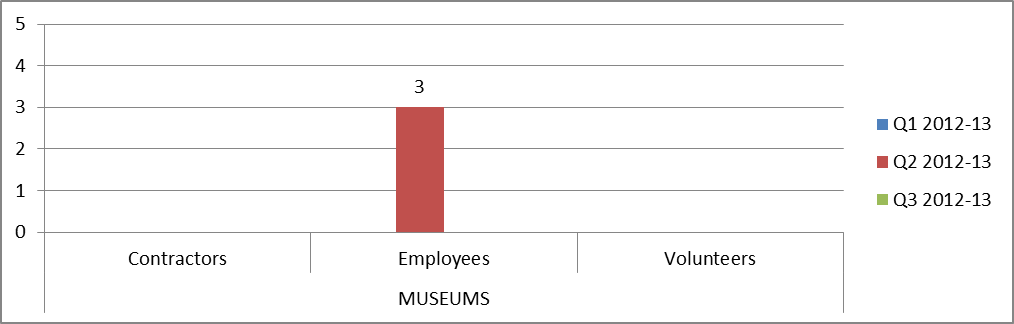 5
4
3
2
1
0
3
Contractors Employees Volunteers
MUSEUMS
Q1 2012-13
Q2 2012-13
Q3 2012-13